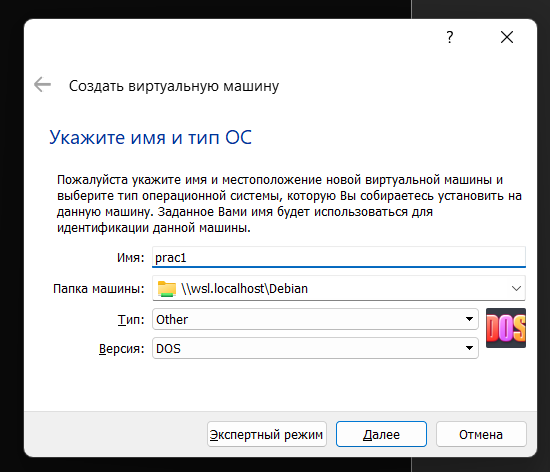 ?
Создать виртуальную машину
Укажите имя и тип ОС
Пожалуйста укажите имя и местоположение новой виртуальной машины и
выберите тип операционной системы, которую Вы собираетесь установить на
данную машину. Заданное Вами имя будет использоваться для
идентификации данной машины.
Имя: prac1
Папка машины: \\wsl.localhost\Debian
Тип: Other
DOS
Версия: DOS
Экспертный режим Далее Отмена